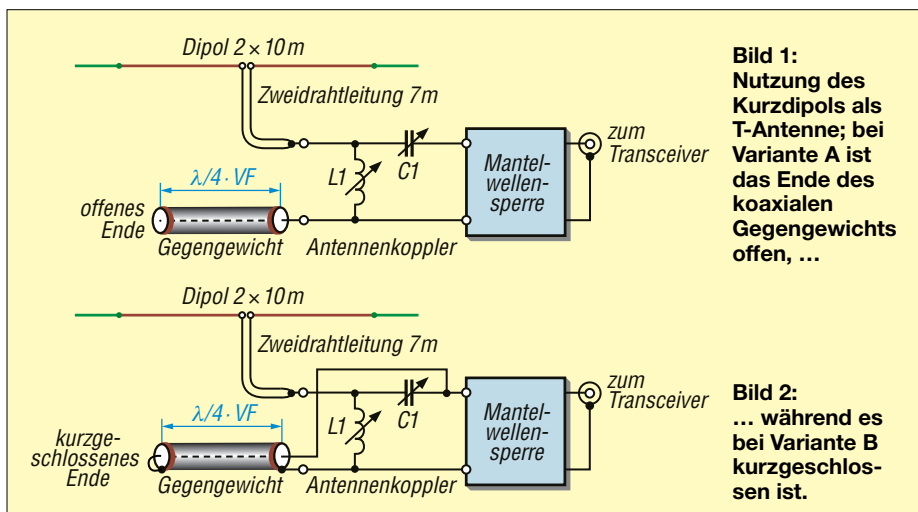 Dipol 2 × 10 m
Zweidrahtleitung 7m
λ/4 · VF
L1
C1
Mantel-
wellen-
sperre
zum
Transceiver
offenes
Ende
Gegengewicht
Antennenkoppler
Bild 1:
Nutzung des
Kurzdipols als
T-Antenne; bei
Variante A ist
das Ende des
koaxialen
Gegengewichts
offen, …
Dipol 2 × 10 m
Zweidrahtleitung 7m
λ/4 · VF
L1
C1
Mantel-
wellen-
sperre
zum
Transceiver
kurzge-
schlossenes
Ende
Gegengewicht
Antennenkoppler
Bild 2:
… während es
bei Variante B
kurzgeschlos-
sen ist.